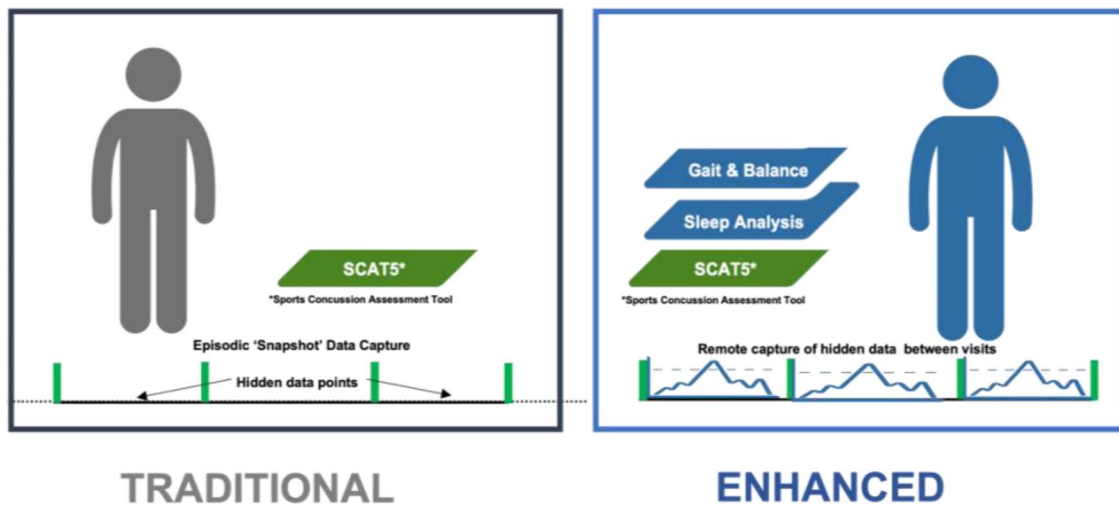 SCAT5*
*Sports Concussion Assessment Tool
Episodic ‘Snapshot’ Data Capture
Hidden data points
TRADITIONAL
Gait & Balance
Sleep Analysis
SCAT5*
*Sports Concussion Assessment Tool
Remote capture of hidden data between visits
ENHANCED